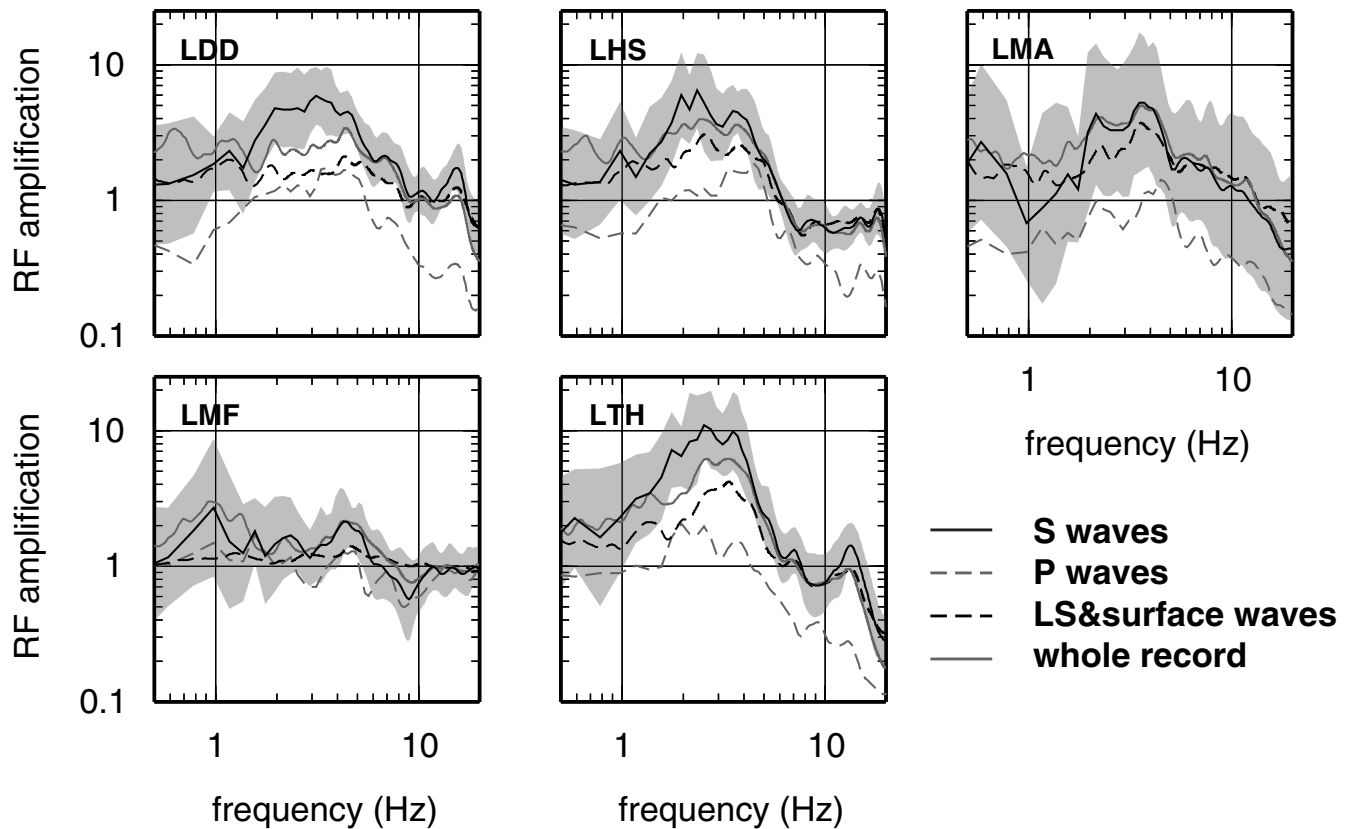 LDD
LHS
LMA
RF amplification
10
1
0.1
1
10
frequency (Hz)
LMF
LTH
RF amplification
10
1
0.1
1
10
1
10
frequency (Hz)
frequency (Hz)
S waves
P waves
LS&surface waves
whole record